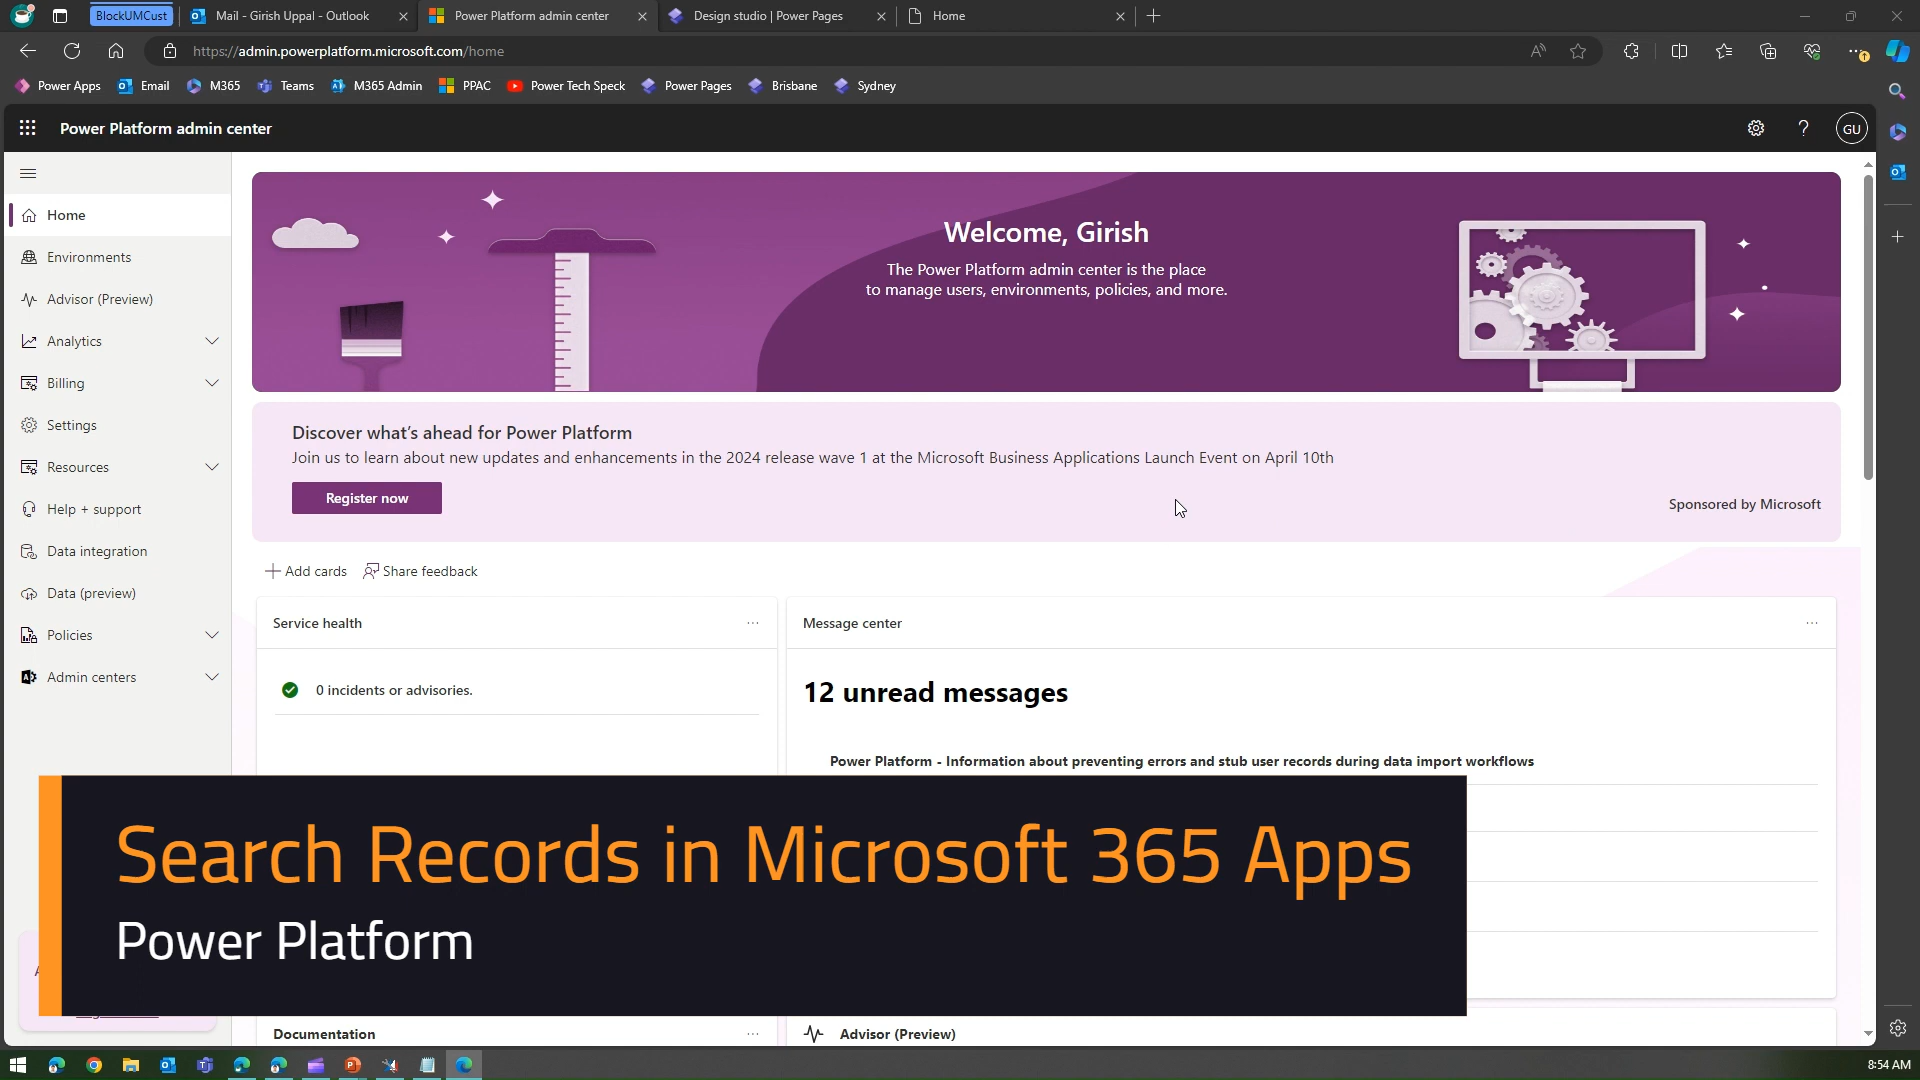 BlockUMCust
Mail - Girish Uppal - Outlook
Power Platform admin center
Design studio | Power Pages
Home
https://admin.powerplatform.microsoft.com/home
Power Apps
Email
M365
Teams
M365 Admin
PPAC
Power Tech Speck
Power Pages
Brisbane
Sydney
Power Platform admin center
GU
Home
Environments
Advisor (Preview)
Analytics
Billing
Settings
Resources
Help + support
Data integration
Data (preview)
Policies
Admin centers
Welcome, Girish
The Power Platform admin center is the place
to manage users, environments, policies, and more.
Discover what's ahead for Power Platform
Join us to learn about new updates and enhancements in the 2024 release wave 1 at the Microsoft Business Applications Launch Event on April 10th
Register now
Sponsored by Microsoft
Add cards
Share feedback
Service health
0 incidents or advisories.
Message center
12 unread messages
Power Platform - Information about preventing errors and stub user records during data import workflows
Search Records in Microsoft 365 Apps
Power Platform
Documentation
Advisor (Preview)
8:54 AM